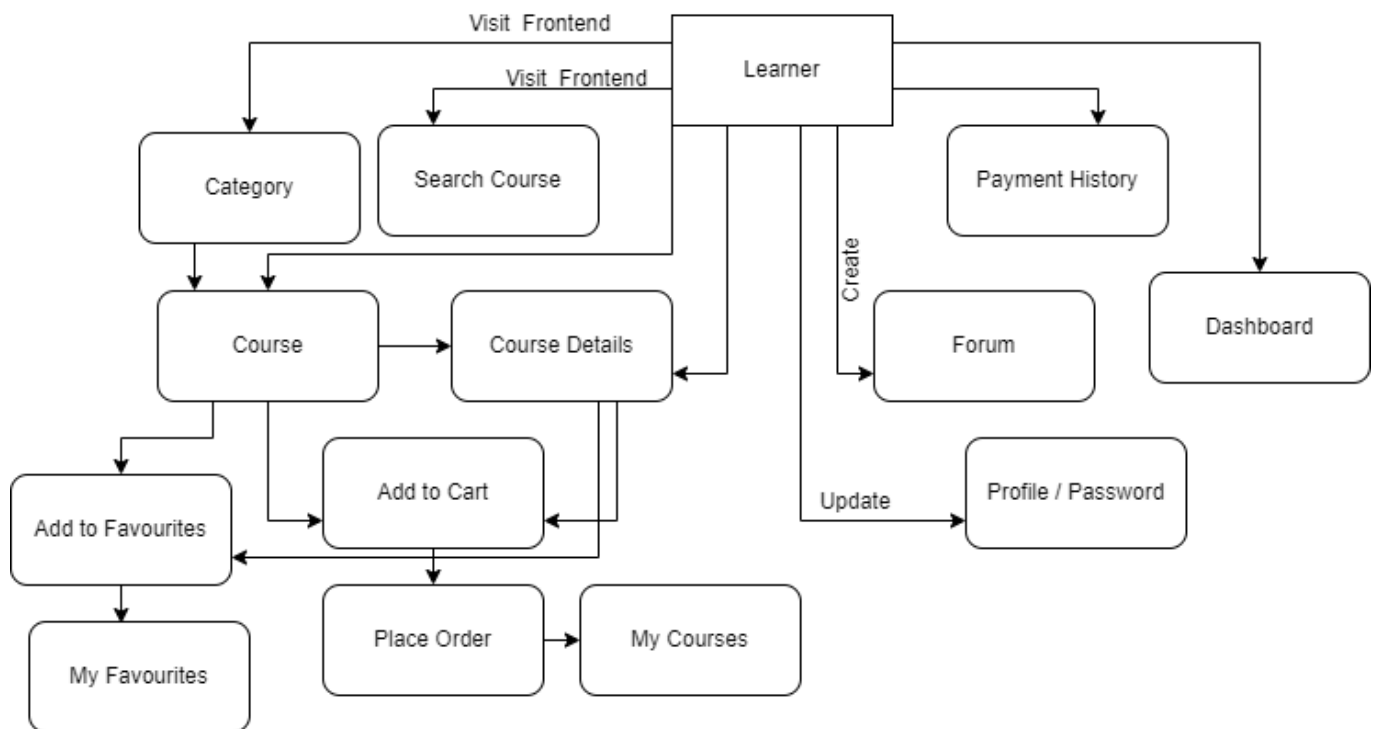 Visit Frontend
Learner
Visit Frontend
Category
Search Course
Payment History
Create
Course
Course Details
Forum
Dashboard
Add to Favourites
Add to Cart
Update
Profile / Password
My Favourites
Place Order
My Courses